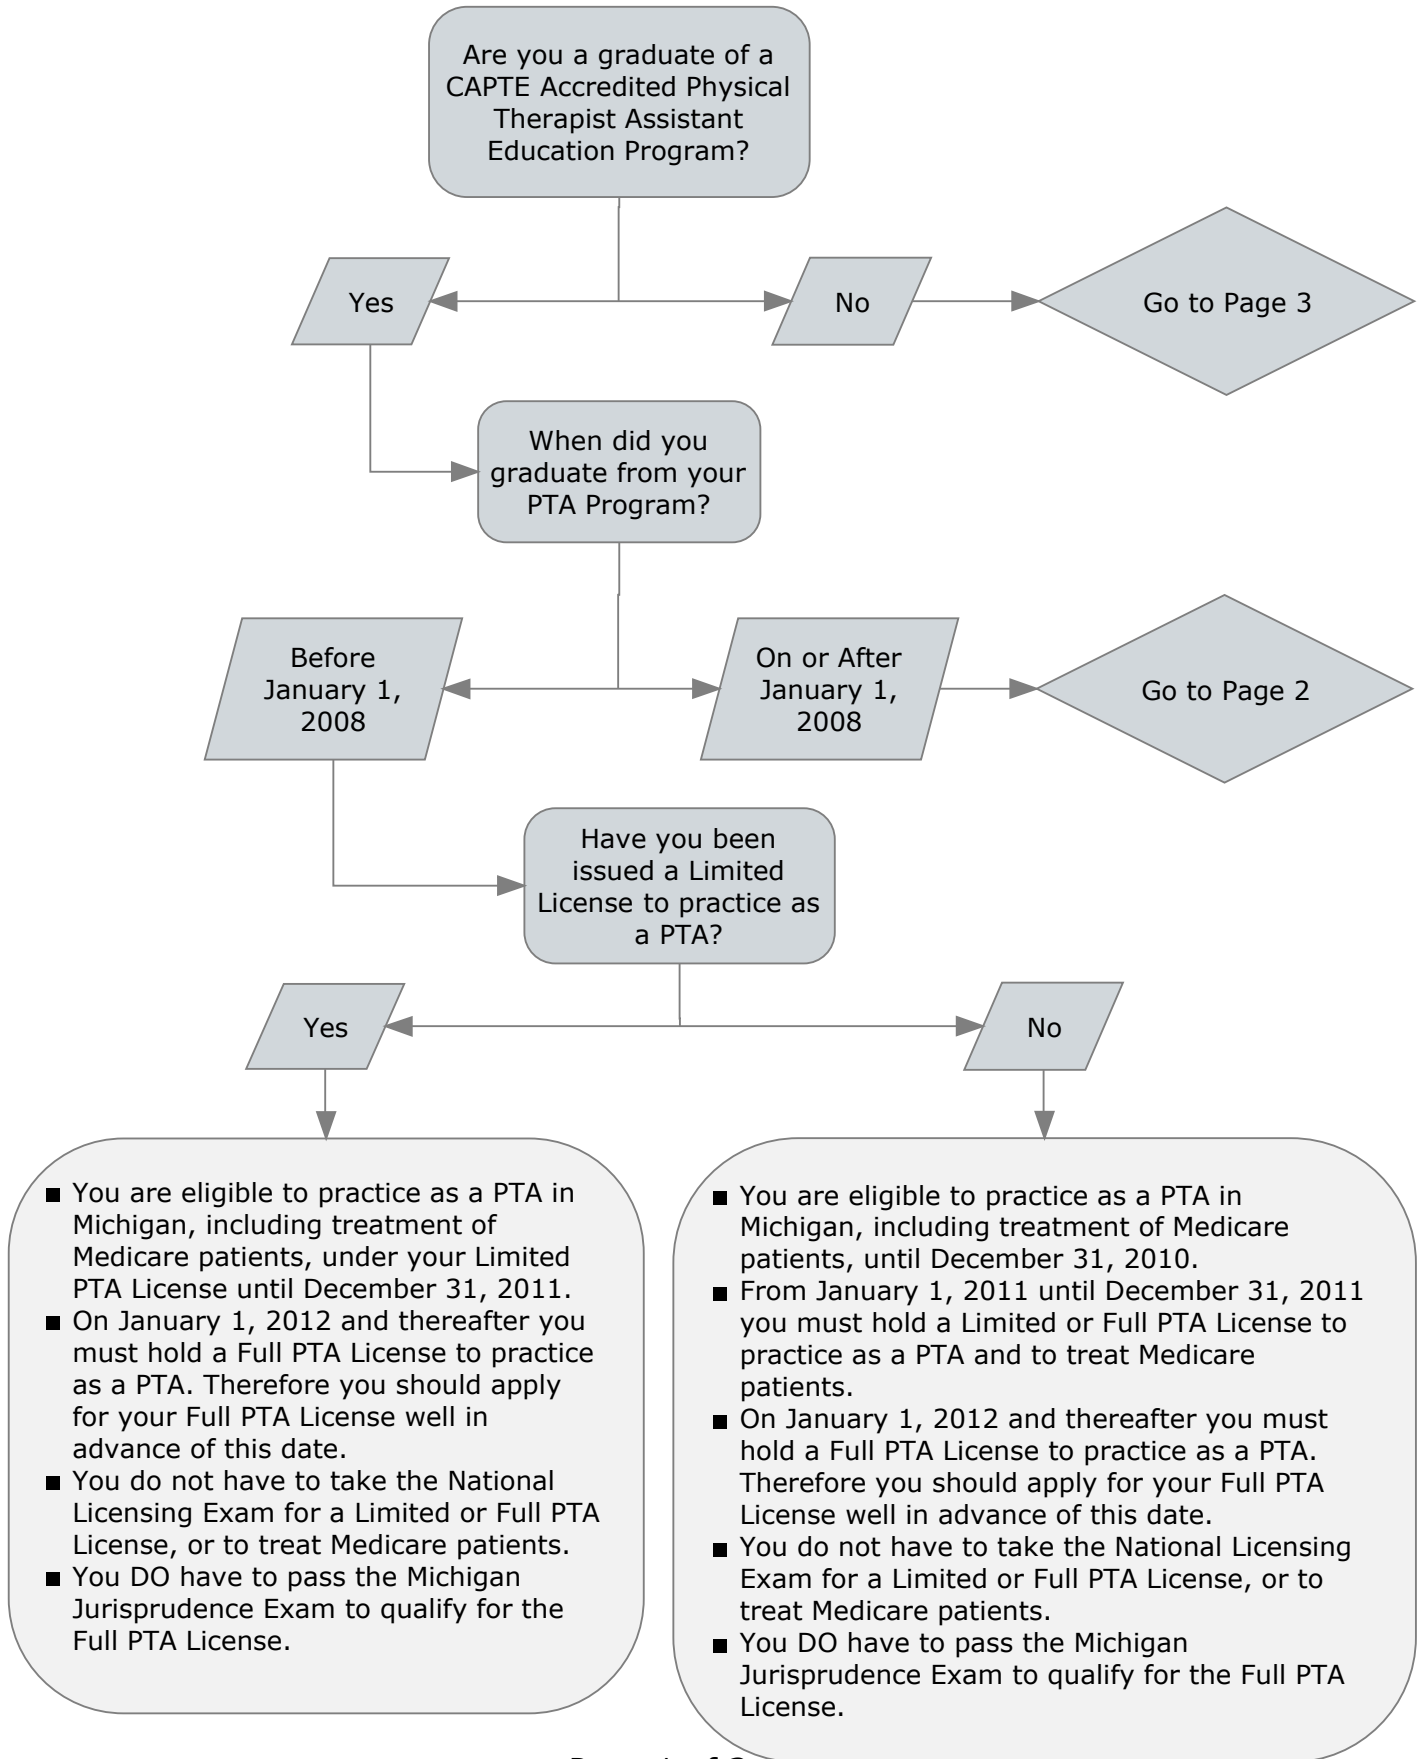 Are you a graduate of a
CAPTE Accredited Physical
Therapist Assistant
Education Program?
Yes
No
Go to Page 3
When did you
graduate from your
PTA Program?
Before
January 1,
2008
On or After
January 1,
2008
Go to Page 2
Have you been
issued a Limited
License to practice as
a PTA?
Yes
No
■ You are eligible to practice as a PTA in
Michigan, including treatment of
Medicare patients, under your Limited
PTA License until December 31, 2011.
■ On January 1, 2012 and thereafter you
must hold a Full PTA License to practice
as a PTA. Therefore you should apply
for your Full PTA License well in
advance of this date.
■ You do not have to take the National
Licensing Exam for a Limited or Full PTA
License, or to treat Medicare patients.
■ You DO have to pass the Michigan
Jurisprudence Exam to qualify for the
Full PTA License.
■ You are eligible to practice as a PTA in
Michigan, including treatment of Medicare
patients, until December 31, 2010.
■ From January 1, 2011 until December 31, 2011
you must hold a Limited or Full PTA License to
practice as a PTA and to treat Medicare
patients.
■ On January 1, 2012 and thereafter you must
hold a Full PTA License to practice as a PTA.
Therefore you should apply for your Full PTA
License well in advance of this date.
■ You do not have to take the National Licensing
Exam for a Limited or Full PTA License, or to
treat Medicare patients.
■ You DO have to pass the Michigan
Jurisprudence Exam to qualify for the Full PTA
License.